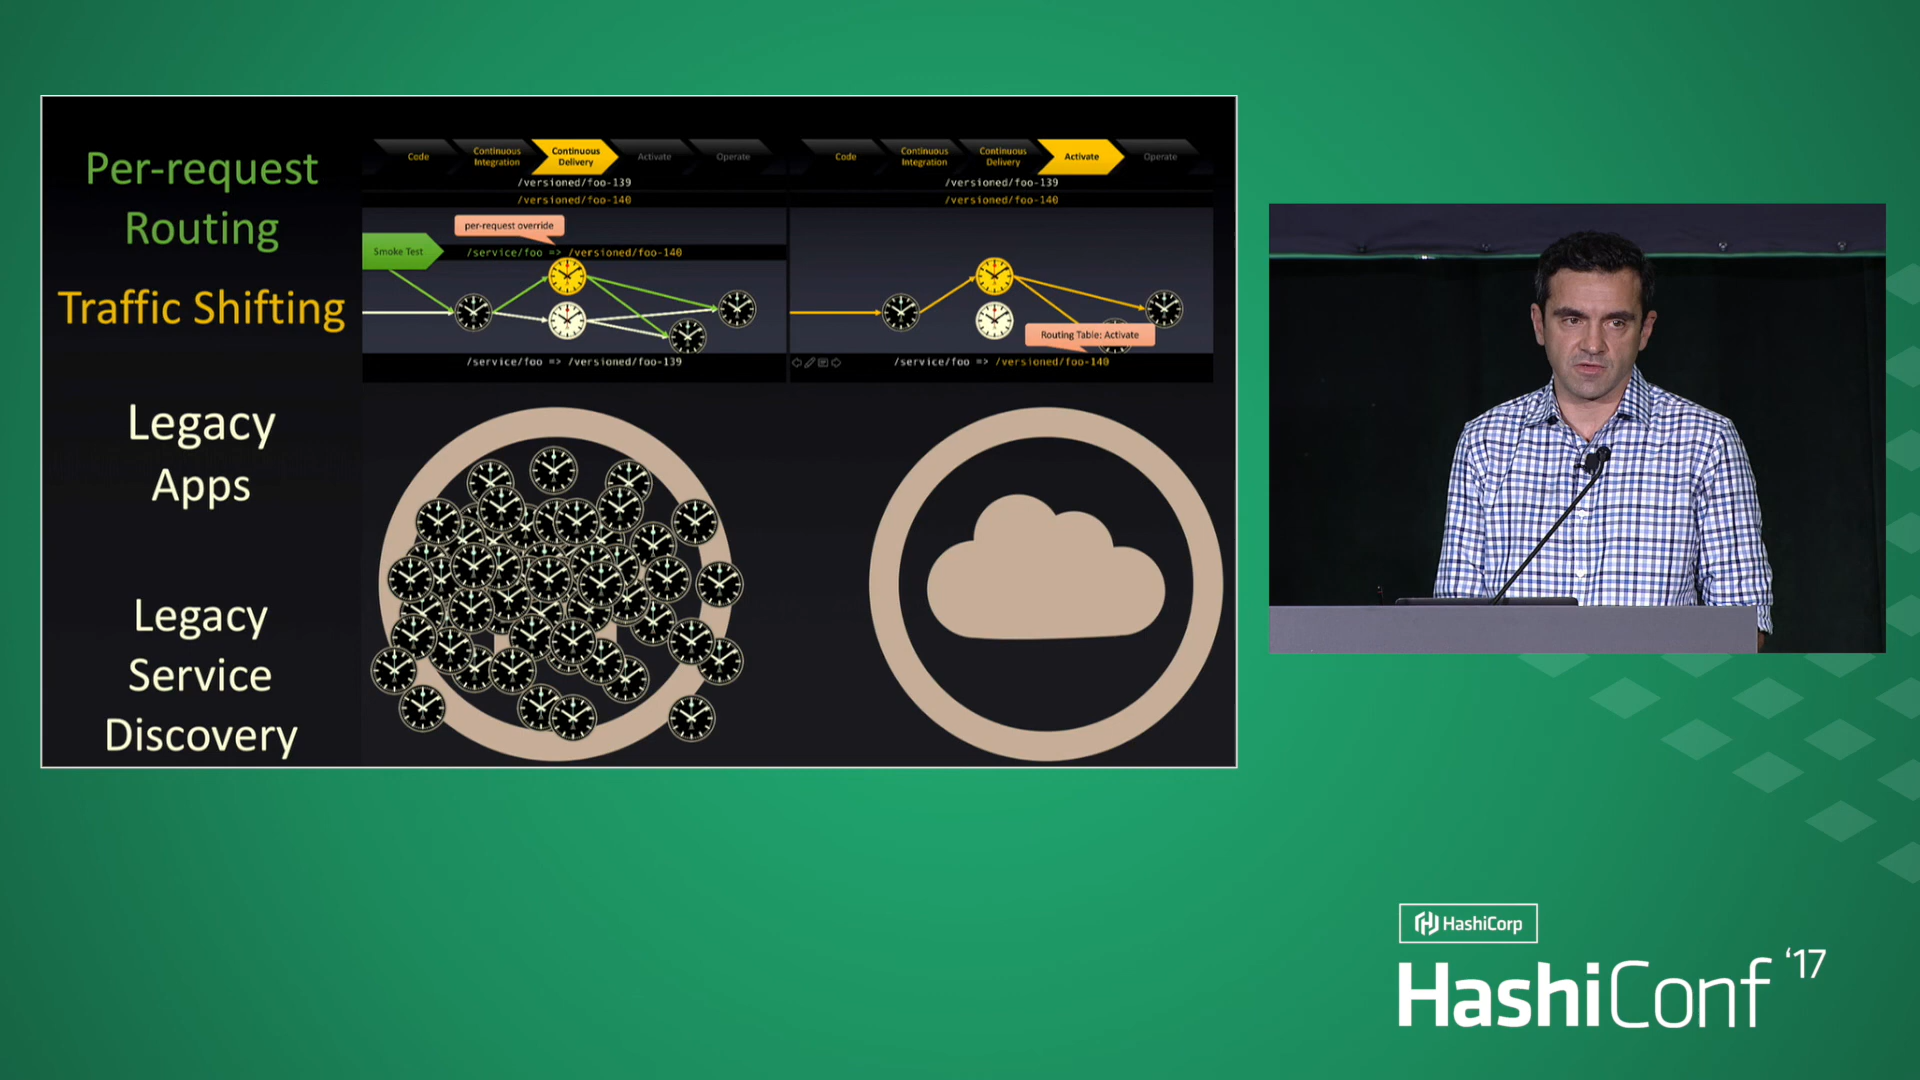 Per-request
Routing
Traffic Shifting
Legacy
Apps
Legacy
Service
Discovery
Code
Continuous
Integration
Continuous
Delivery
Activate
Operate
/versioned/foo-139
/versioned/foo-140
per-request override
Smoke Test
/service/foo => /versioned/foo-140
/service/foo => /versioned/foo-139
Code
Continuous
Integration
Continuous
Delivery
Activate
Operate
/versioned/foo-139
/versioned/foo-140
Routing Table: Activate
/service/foo => /versioned/foo-140
HashiCorp
HashiConf '17